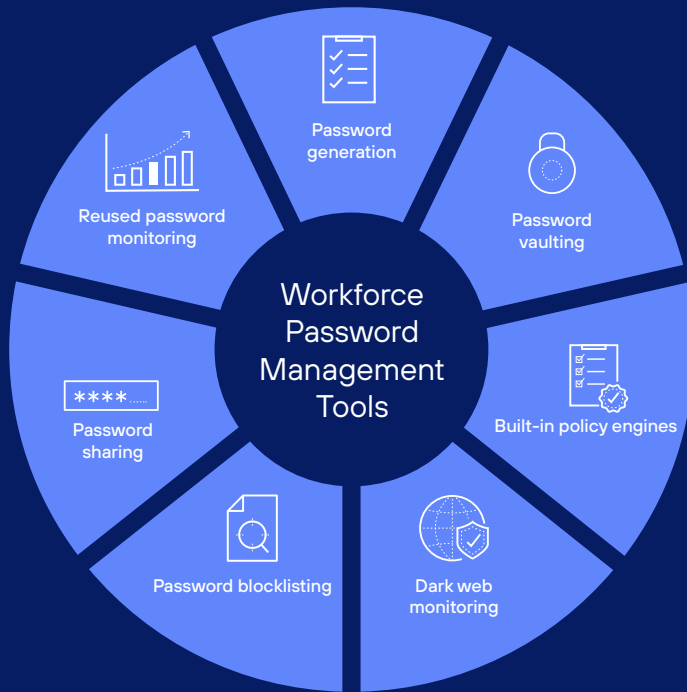 Password
generation
Password
vaulting
Built-in policy engines
Dark web
monitoring
Password blocklisting
****......
Password
sharing
Reused password
monitoring
Workforce
Password
Management
Tools